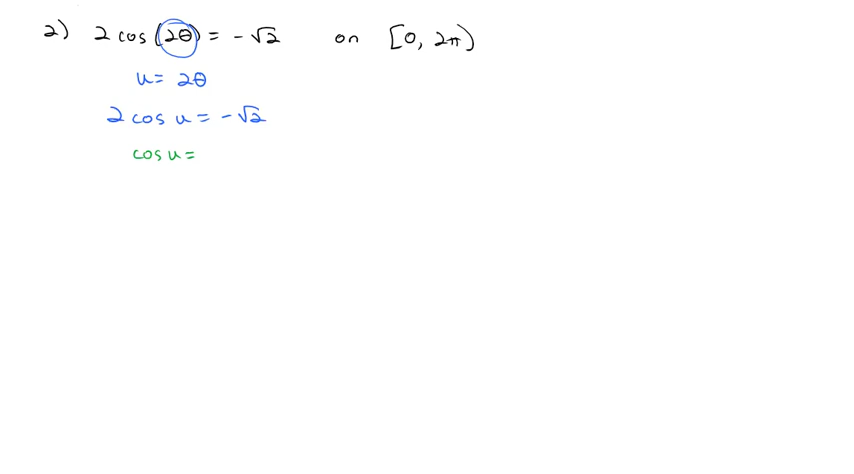 2) 2 cos (2θ) = -√2 on [0, 2π)
u = 2θ
2 cos u = -√2
cos u =